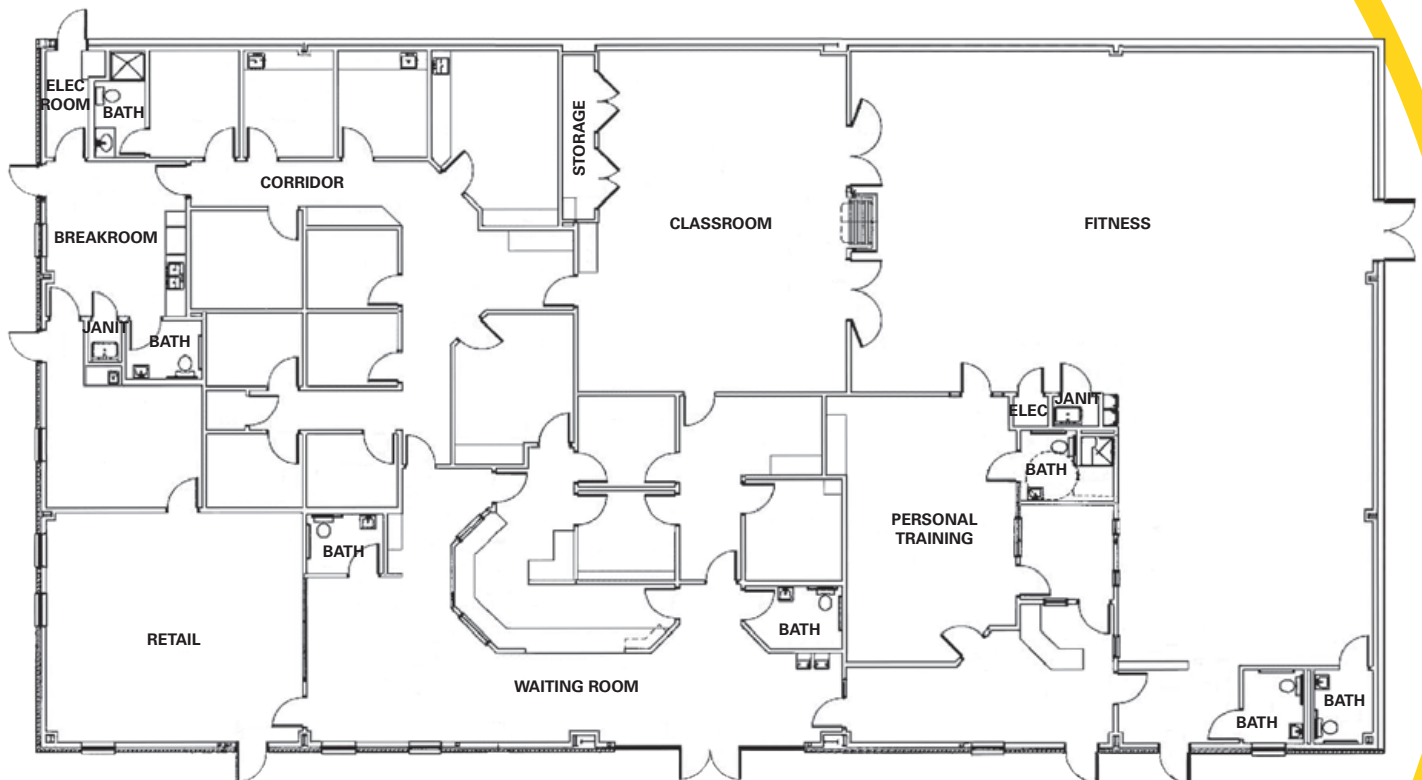 ELEC
ROOM
BATH
STORAGE
CORRIDOR
BREAKROOM
CLASSROOM
FITNESS
JANIT
BATH
ELEC
JANIT
BATH
PERSONAL
TRAINING
BATH
RETAIL
BATH
WAITING ROOM
BATH
BATH